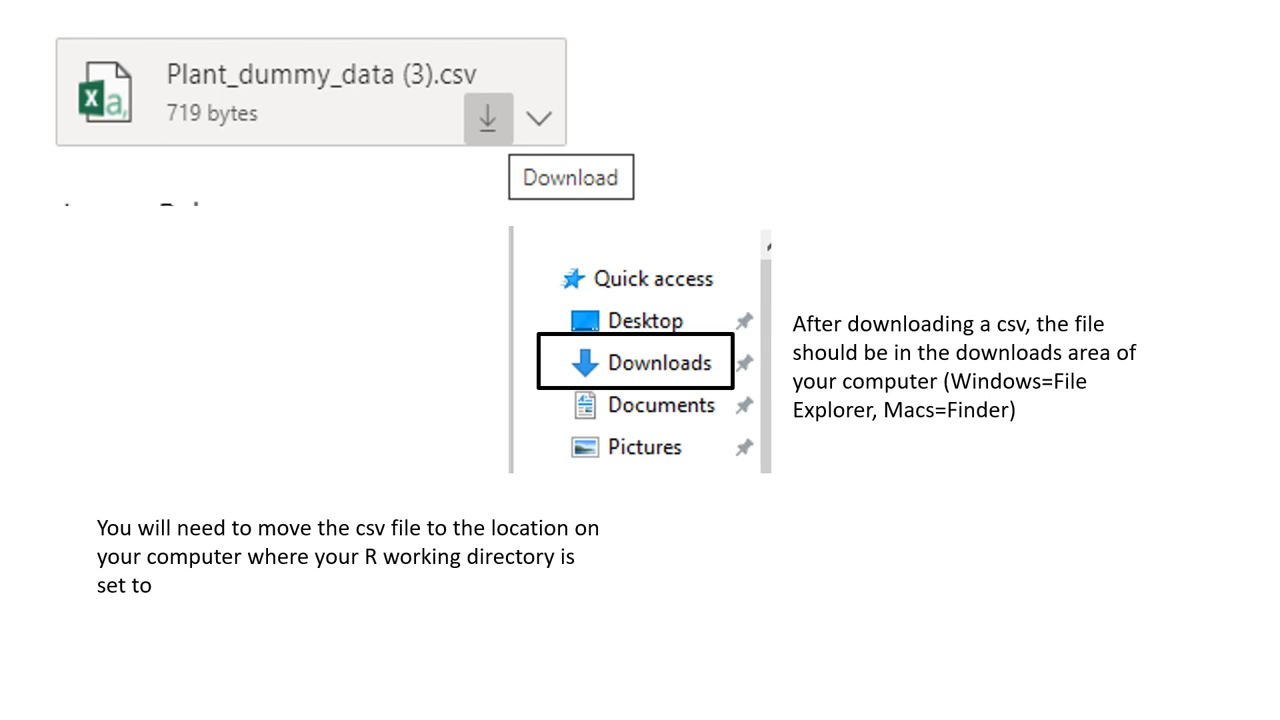 Plant_dummy_data (3).csv
719 bytes
Download
Quick access
Desktop
Downloads
Documents
Pictures
After downloading a csv, the file
should be in the downloads area of
your computer (Windows=File
Explorer, Macs=Finder)
You will need to move the csv file to the location on
your computer where your R working directory is
set to